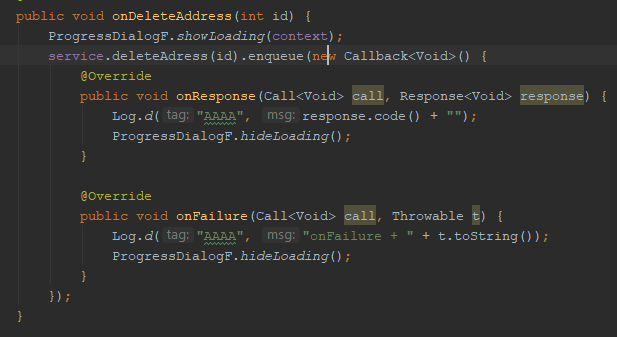 public void onDeleteAddress(int id) {
ProgressDialogF.showLoading(context);
service.deleteAdress(id).enqueue(new Callback<Void>() {
@Override
public void onResponse(Call<Void> call, Response<Void> response) {
Log.d( tag: "AAAA", msg: response.code() + "");
ProgressDialogF.hideLoading();
}
@Override
public void onFailure(Call<Void> call, Throwable t) {
Log.d( tag: "AAAA", msg: "onFailure + " + t.toString());
ProgressDialogF.hideLoading();
}
});
}